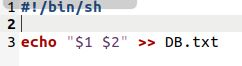 1 #!/bin/sh
2
3 echo "$1 $2" >> DB.txt